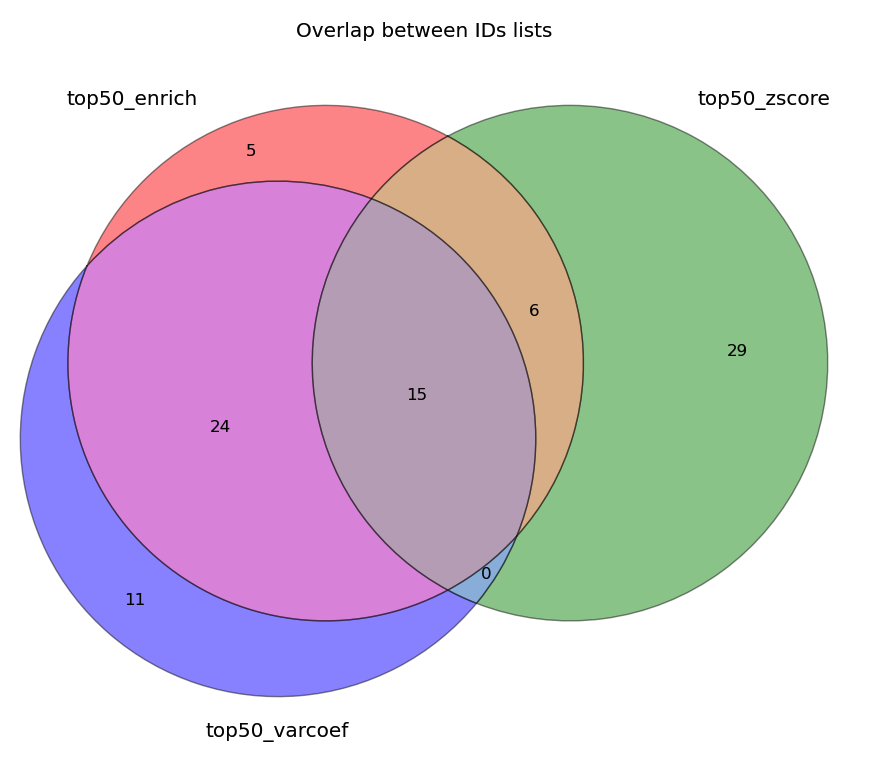 Overlap between IDs lists
top50_enrich
top50_zscore
5
6
29
15
24
0
11
top50_varcoef